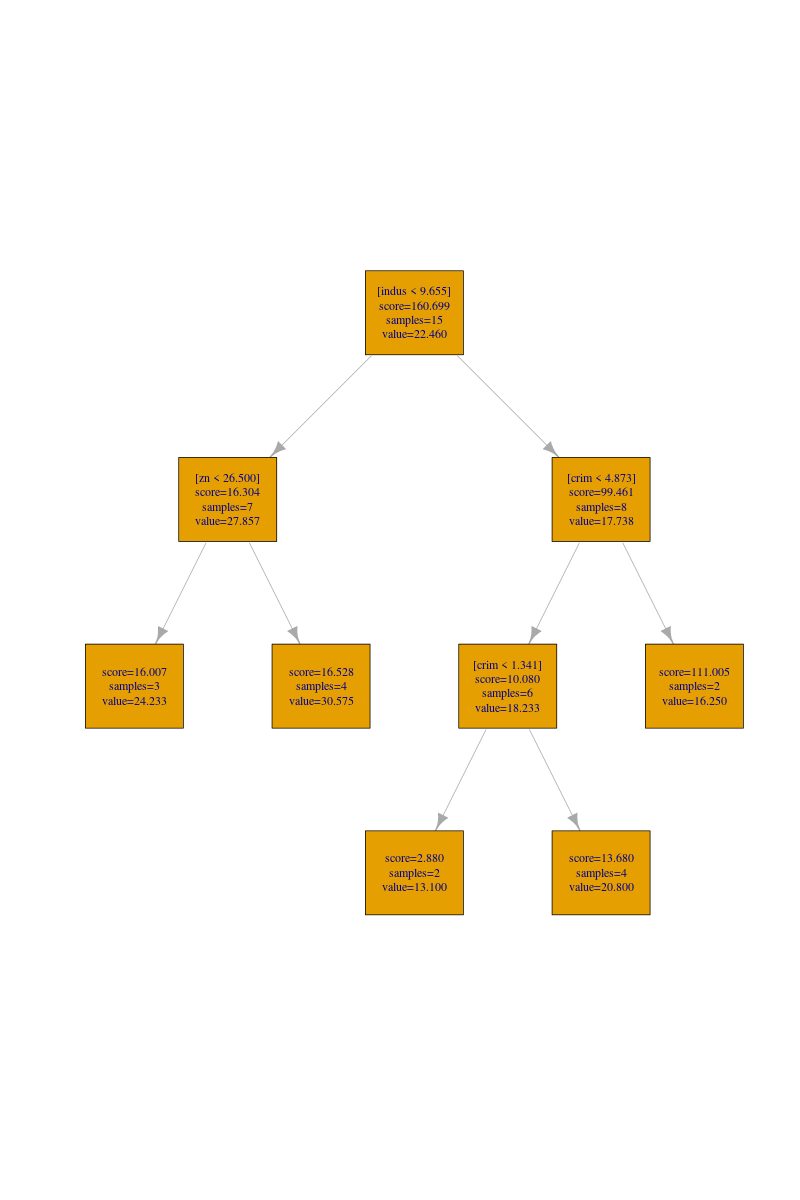 [indus < 9.655]
score=160.699
samples=15
value=22.460
[zn < 26.500]
score=16.304
samples=7
value=27.857
[crim < 4.873]
score=99.461
samples=8
value=17.738
score=16.007
samples=3
value=24.233
score=16.528
samples=4
value=30.575
[crim < 1.341]
score=10.080
samples=6
value=18.233
score=111.005
samples=2
value=16.250
score=2.880
samples=2
value=13.100
score=13.680
samples=4
value=20.800